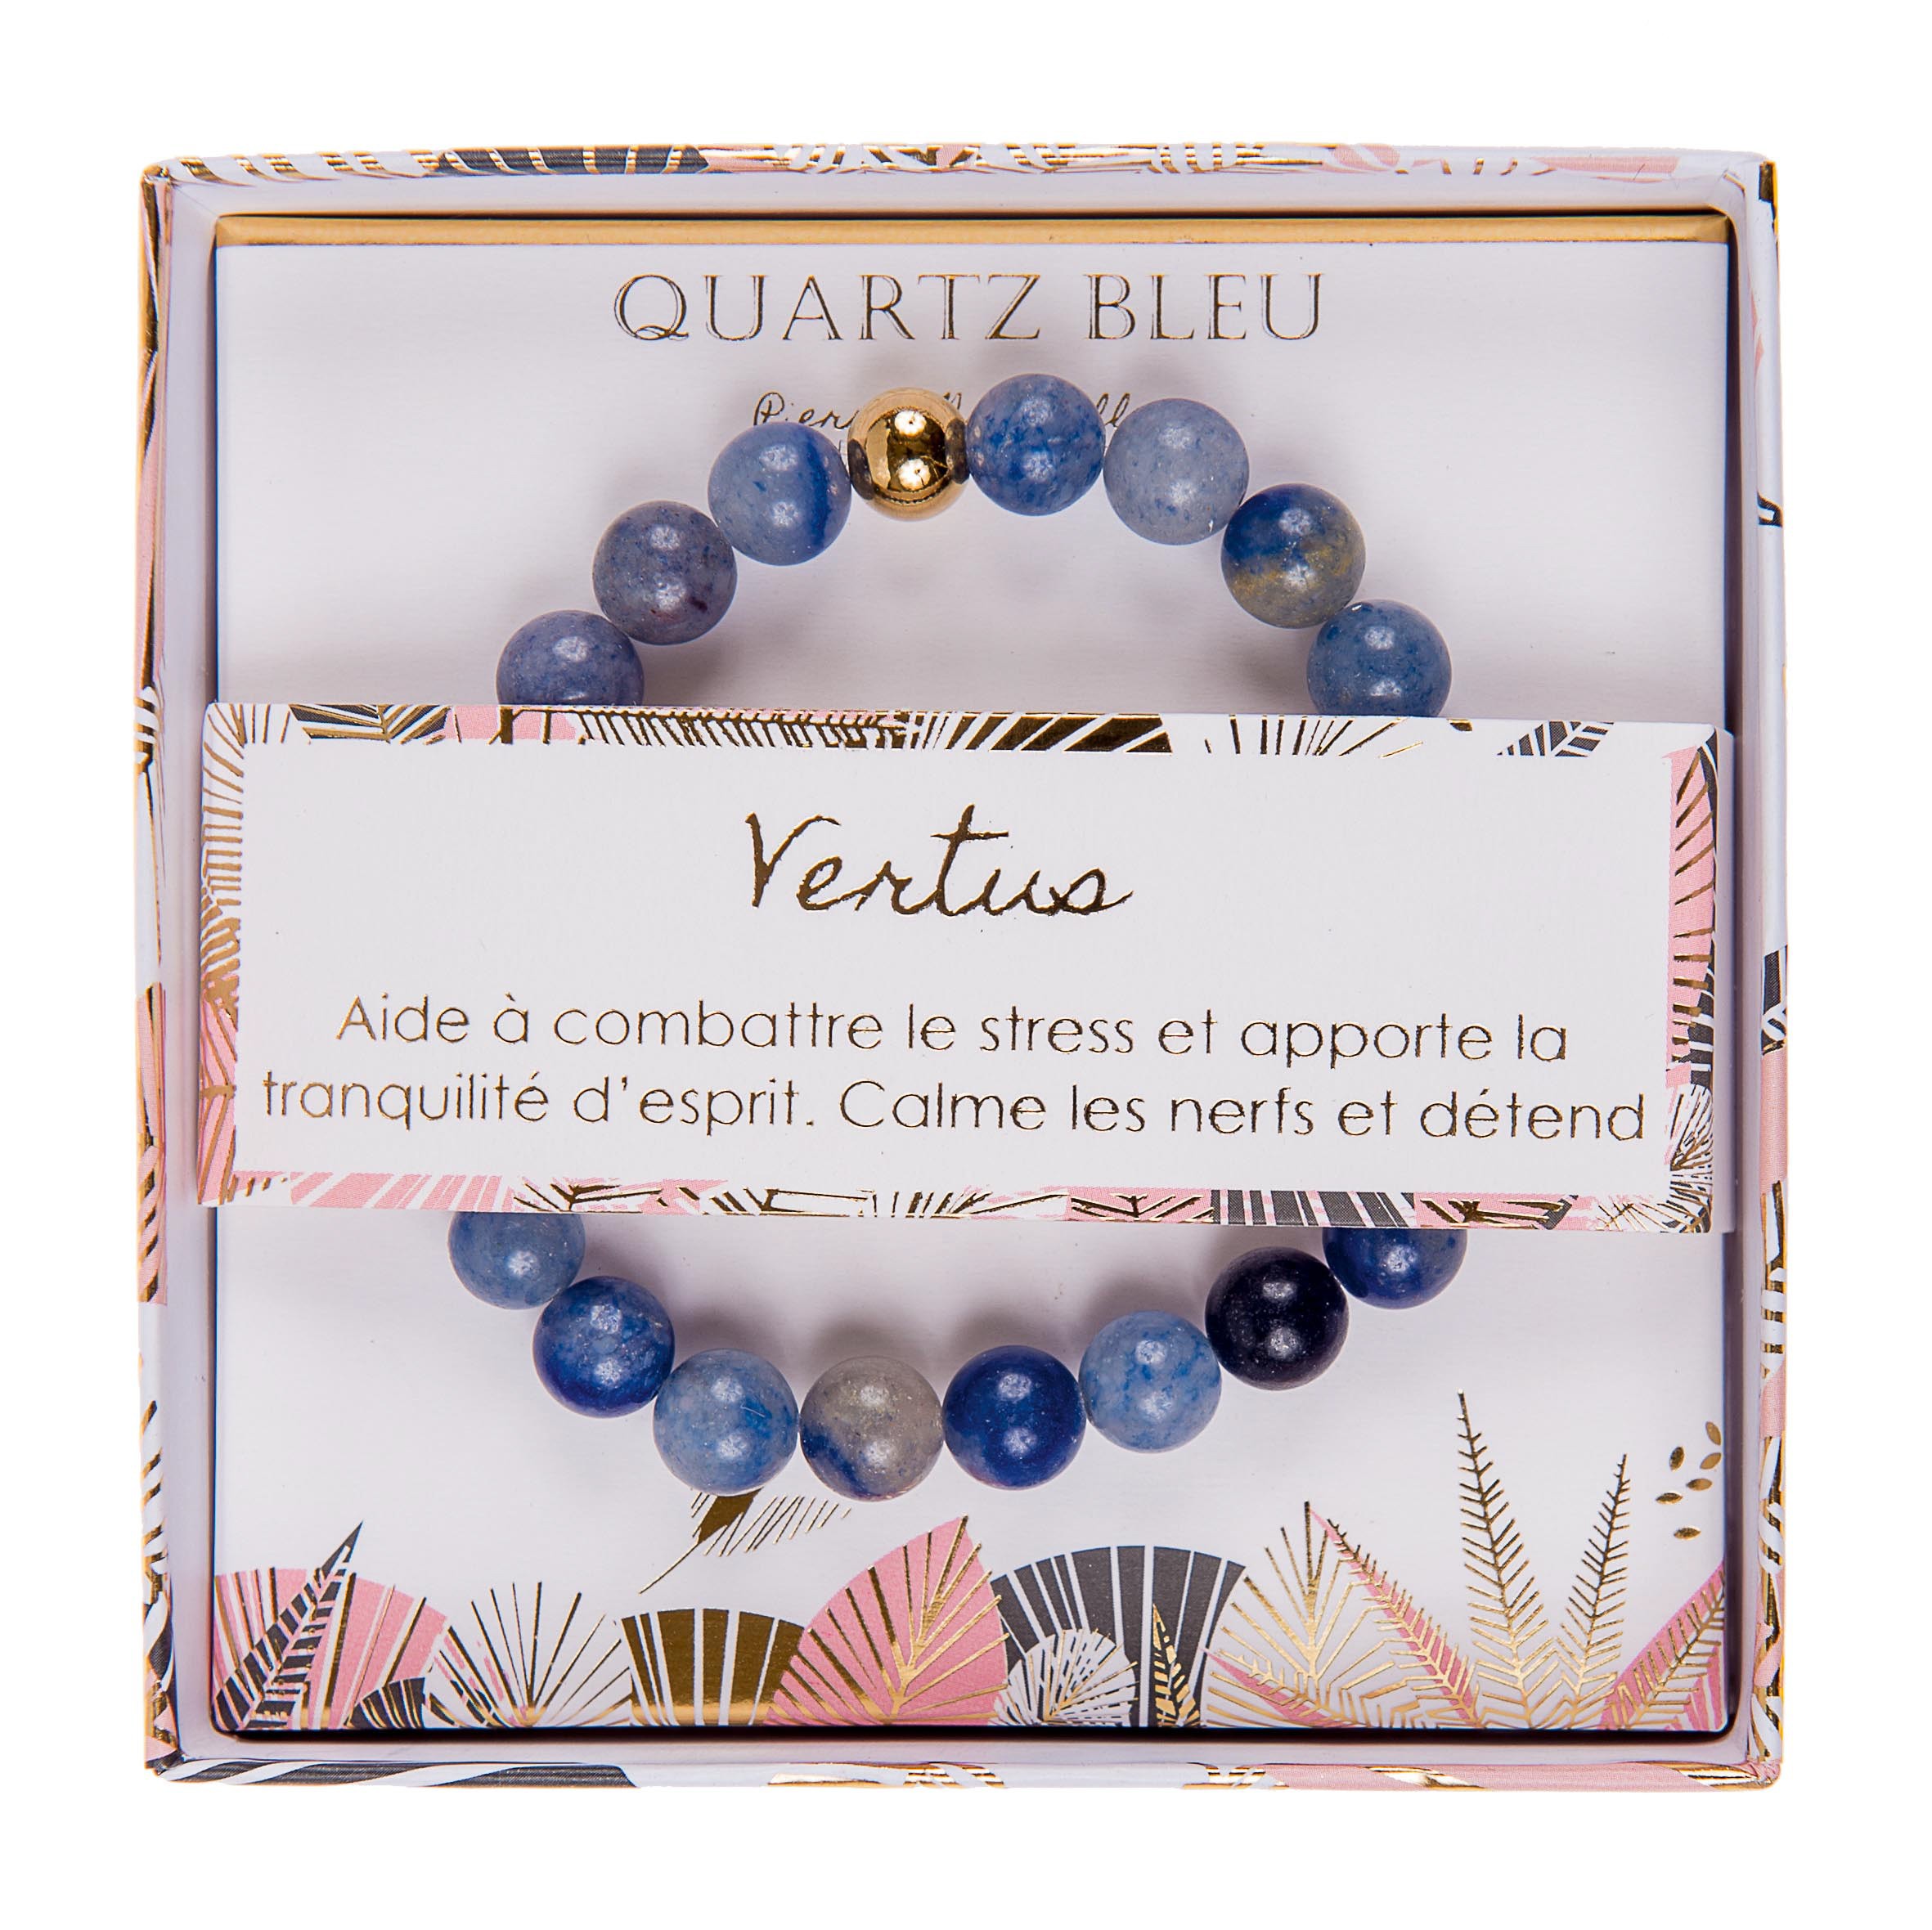 QUARTZ BLEU
Vertus
Aide à combattre le stress et apporte la
tranquilité d'esprit. Calme les nerfs et détend